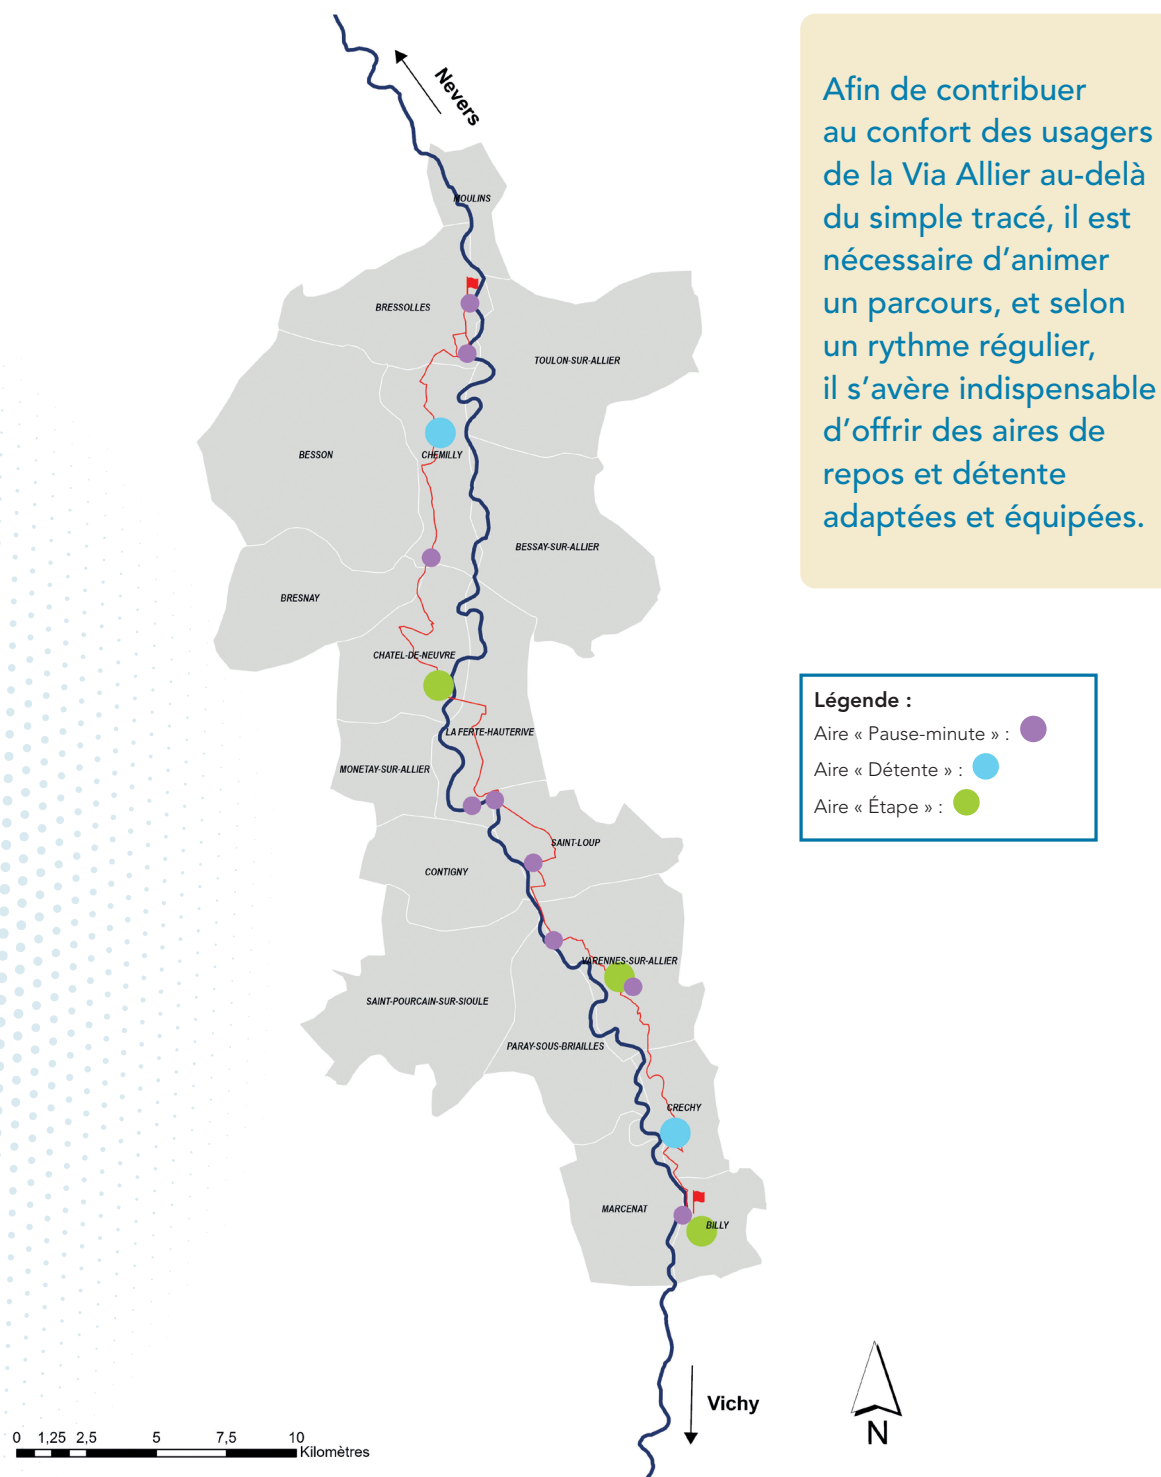 Nevers
Afin de contribuer
au confort des usagers
de la Via Allier au-delà
du simple tracé, il est
nécessaire d’animer
un parcours, et selon
un rythme régulier,
il s’avère indispensable
d’offrir des aires de
repos et détente
adaptées et équipées.
MOULINS
BRESSOLLES
TOULON-SUR-ALLIER
BESSON
CHEMILLY
BESSAY-SUR-ALLIER
BRESNAY
CHATEL-DE-NEUVRE
LA FERTE-HAUTERIVE
MONETAY-SUR-ALLIER
SAINT-LOUP
CONTIGNY
VARENNES-SUR-ALLIER
SAINT-POURCAIN-SUR-SIOULE
PARAY-SOUS-BRIAILLES
CRECHY
MARCENAT
BILLY
Légende :
Aire « Pause-minute » :
Aire « Détente » :
Aire « Étape » :
Vichy
N
0 1,25 2,5 5 7,5 10
Kilomètres